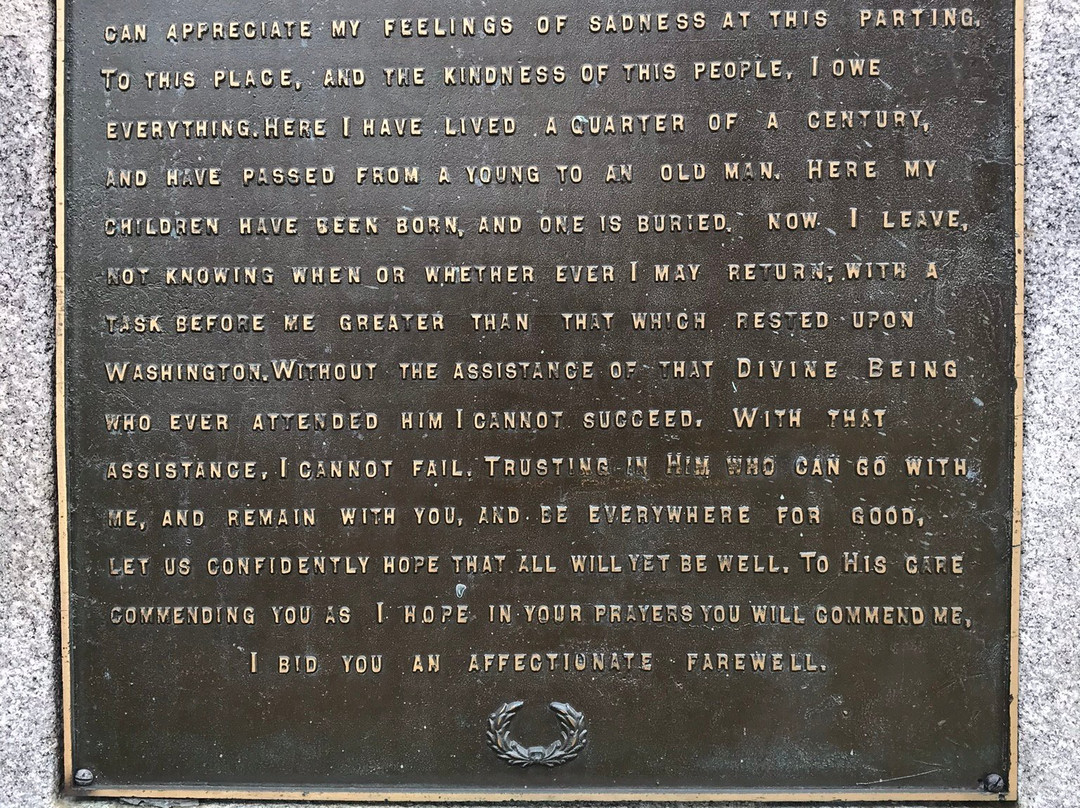 CAN APPRECIATE MY FEELINGS OF SADNESS AT THIS PARTING.
TO THIS PLACE, AND THE KINDNESS OF THIS PEOPLE, I OWE
EVERYTHING. HERE I HAVE LIVED A QUARTER OF A CENTURY,
AND HAVE PASSED FROM A YOUNG TO AN OLD MAN. HERE MY
CHILDREN HAVE BEEN BORN, AND ONE IS BURIED. NOW I LEAVE,
NOT KNOWING WHEN OR WHETHER EVER I MAY RETURN; WITH A
TASK BEFORE ME GREATER THAN THAT WHICH RESTED UPON
WASHINGTON. WITHOUT THE ASSISTANCE OF THAT DIVINE BEING
WHO EVER ATTENDED HIM I CANNOT SUCCEED. WITH THAT
ASSISTANCE, I CANNOT FAIL. TRUSTING IN HIM WHO CAN GO WITH
ME, AND REMAIN WITH YOU, AND BE EVERYWHERE FOR GOOD,
LET US CONFIDENTLY HOPE THAT ALL WILL YET BE WELL. TO HIS CARE
COMMENDING YOU AS I HOPE IN YOUR PRAYERS YOU WILL COMMEND ME,
I BID YOU AN AFFECTIONATE FAREWELL.